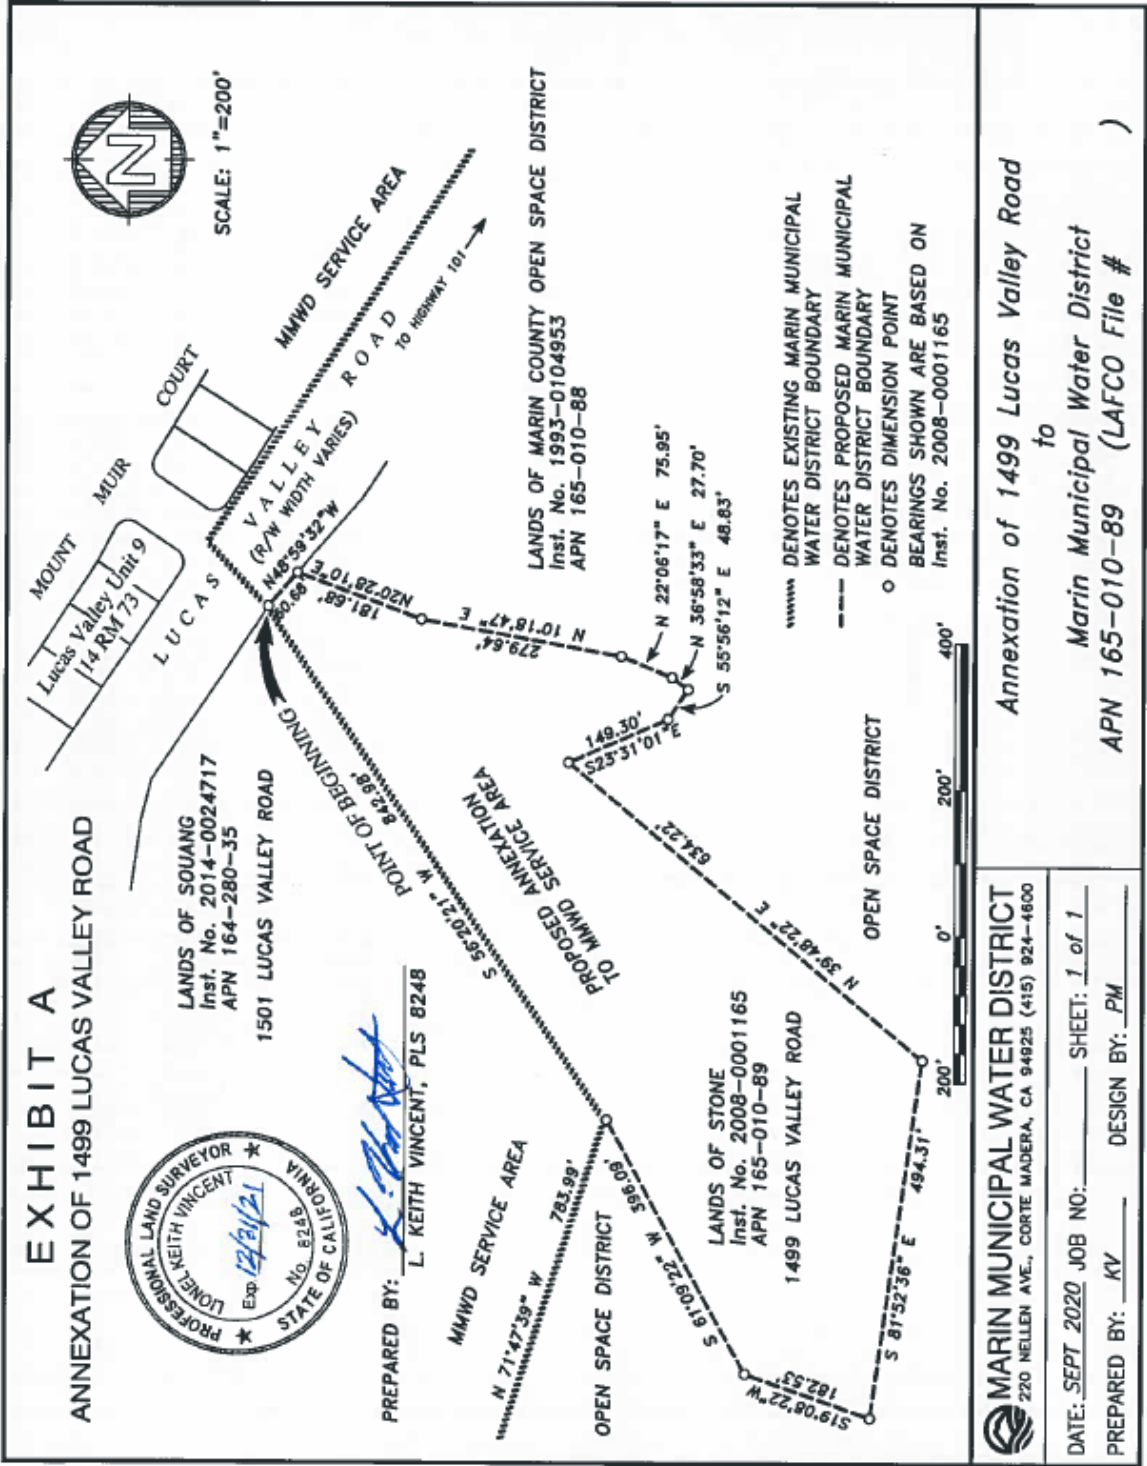 EXHIBIT A
ANNEXATION OF 1499 LUCAS VALLEY ROAD
PROFESSIONAL LAND SURVEYOR
LIONEL KEITH VINCENT
Exp. 12/31/21
No. 8248
STATE OF CALIFORNIA
PREPARED BY:
L. KEITH VINCENT, PLS 8248
LANDS OF SOUANG
Inst. No. 2014-0024717
APN 164-280-35
1501 LUCAS VALLEY ROAD
MOUNT MUIR COURT
Lucas Valley Unit 9
14 RM 73
LUCAS VALLEY ROAD
(R/W WIDTH VARIES)
TO HIGHWAY 101
MMWD SERVICE AREA
N
SCALE: 1"=200'
POINT OF BEGINNING
N48°59'32"W
60.68'
N20°28'10"E
181.68'
N 10°18'47" E
279.64'
N 22°06'17" E 75.95'
N 36°58'33" E 27.70'
S 55°56'12" E 48.83'
149.30'
S23°31'01"E
634.22'
N 39°48'22" E
S 56°20'21" W
842.98'
PROPOSED ANNEXATION
TO MMWD SERVICE AREA
LANDS OF MARIN COUNTY OPEN SPACE DISTRICT
Inst. No. 1993-0104953
APN 165-010-88
MMWD SERVICE AREA
N 71°47'39" W 783.99'
OPEN SPACE DISTRICT
S 61°09'22" W 396.09'
S19°08'22"W
182.53'
S 81°52'36" E 494.31'
LANDS OF STONE
Inst. No. 2008-0001165
APN 165-010-89
1499 LUCAS VALLEY ROAD
OPEN SPACE DISTRICT
DENOTES EXISTING MARIN MUNICIPAL
WATER DISTRICT BOUNDARY
DENOTES PROPOSED MARIN MUNICIPAL
WATER DISTRICT BOUNDARY
DENOTES DIMENSION POINT
BEARINGS SHOWN ARE BASED ON
Inst. No. 2008-0001165
200' 0' 200' 400'
MARIN MUNICIPAL WATER DISTRICT
220 NELLEN AVE., CORTE MADERA, CA 94925 (415) 924-4600
DATE: SEPT 2020 JOB NO: SHEET: 1 of 1
PREPARED BY: KV DESIGN BY: PM
Annexation of 1499 Lucas Valley Road
to
Marin Municipal Water District
APN 165-010-89 (LAFCO File # )